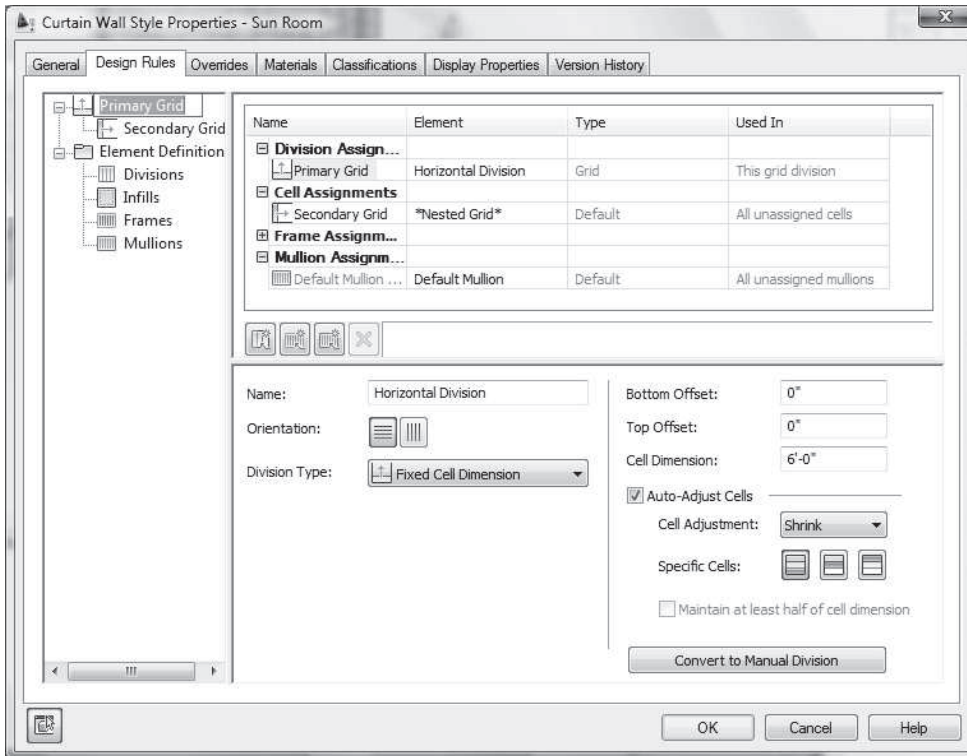 Curtain Wall Style Properties - Sun Room
General Design Rules Overrides Materials Classifications Display Properties Version History
Primary Grid
Secondary Grid
Element Definition
Divisions
Infills
Frames
Mullions
Name Element Type Used In
Division Assign...
Primary Grid Horizontal Division Grid This grid division
Cell Assignments
Secondary Grid *Nested Grid* Default All unassigned cells
Frame Assignm...
Mullion Assignm...
Default Mullion ... Default Mullion Default All unassigned mullions
Name: Horizontal Division
Orientation:
Division Type: Fixed Cell Dimension
Bottom Offset: 0"
Top Offset: 0"
Cell Dimension: 6'-0"
Auto-Adjust Cells
Cell Adjustment: Shrink
Specific Cells:
Maintain at least half of cell dimension
Convert to Manual Division
OK Cancel Help